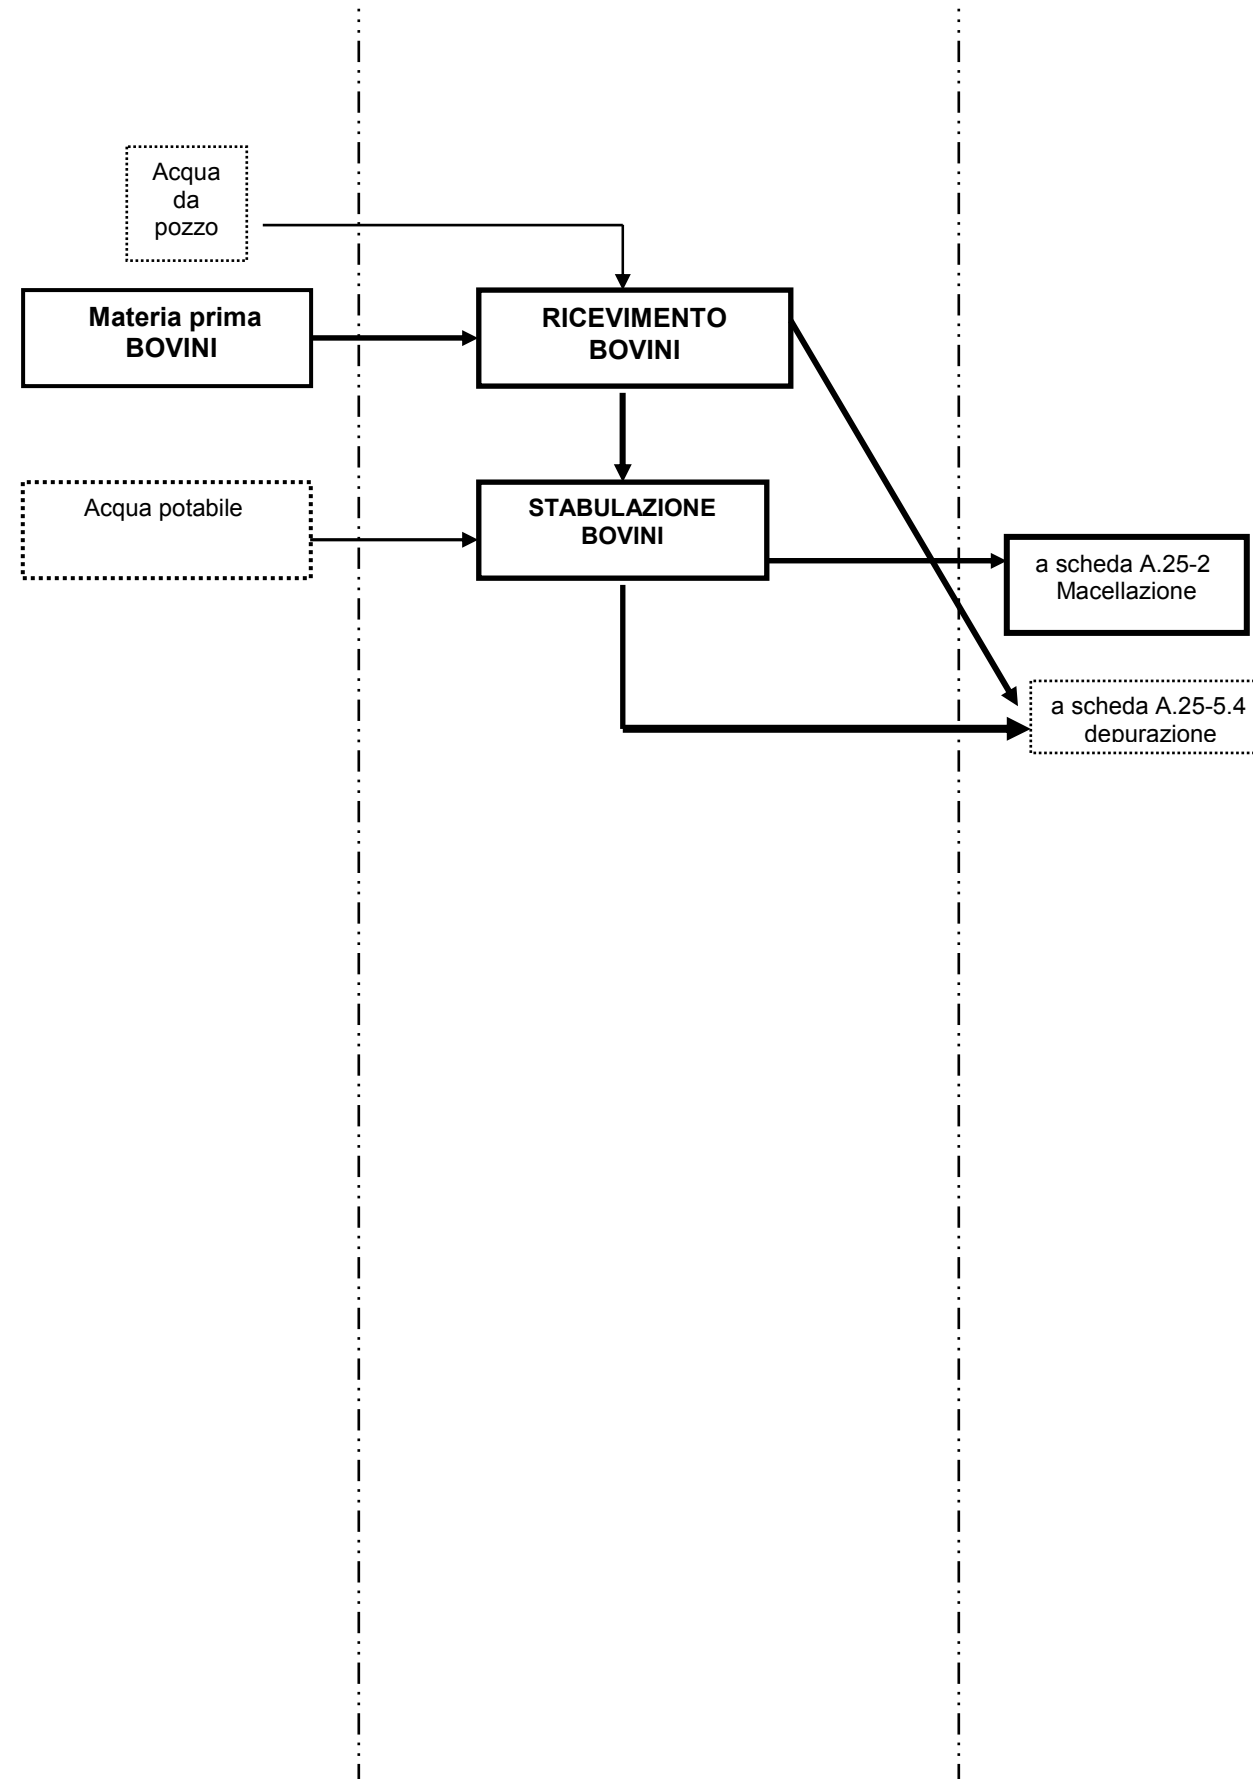 Acqua
da
pozzo
Materia prima
BOVINI
RICEVIMENTO
BOVINI
Acqua potabile
STABULAZIONE
BOVINI
a scheda A.25-2
Macellazione
a scheda A.25-5.4
depurazione